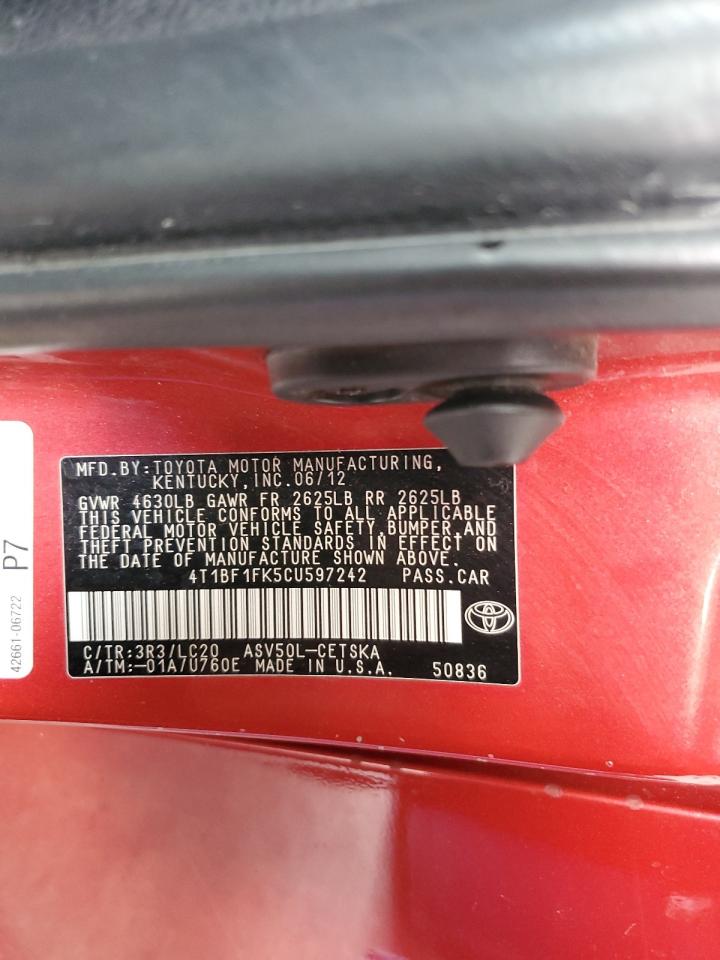 MFD.BY:TOYOTA MOTOR MANUFACTURING,
KENTUCKY,INC.06/12
GVWR 4630LB GAWR FR 2625LB RR 2625LB
THIS VEHICLE CONFORMS TO ALL APPLICABLE
FEDERAL MOTOR VEHICLE SAFETY,BUMPER,AND
THEFT PREVENTION STANDARDS IN EFFECT ON
THE DATE OF MANUFACTURE SHOWN ABOVE.
4T1BF1FK5CU597242 PASS.CAR
C/TR:3R3/LC20 ASV50L-CETSKA
A/TM:-01A/U760E MADE IN U.S.A. 50836
P7
42661-06722